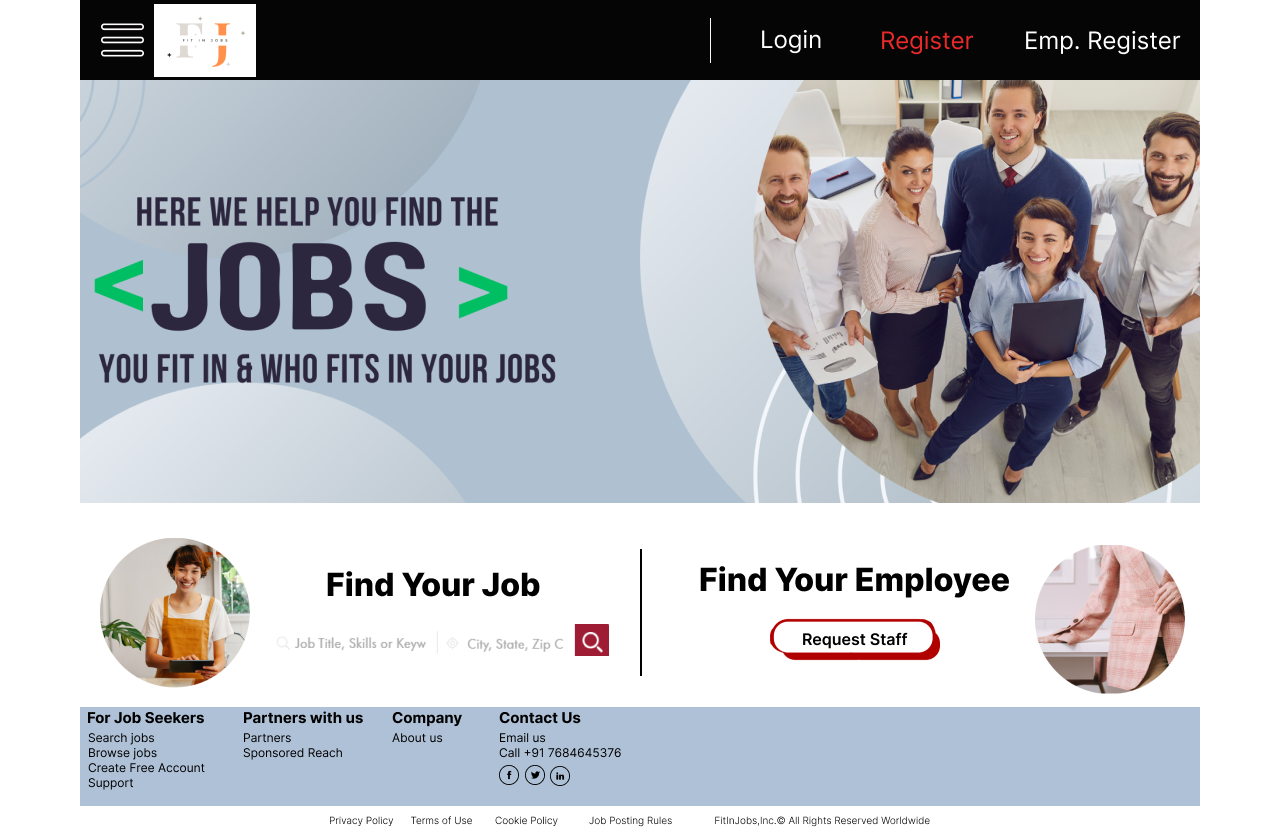 FJ
FIT IN JOBS
Login
Register
Emp. Register
HERE WE HELP YOU FIND THE
<JOBS >
YOU FIT IN & WHO FITS IN YOUR JOBS
Find Your Job
Job Title, Skills or Keyw
City, State, Zip C
Find Your Employee
Request Staff
For Job Seekers
Search jobs
Browse jobs
Create Free Account
Support
Partners with us
Partners
Sponsored Reach
Company
About us
Contact Us
Email us
Call +91 7684645376
f
in
Privacy Policy
Terms of Use
Cookie Policy
Job Posting Rules
FitInJobs,Inc.© All Rights Reserved Worldwide